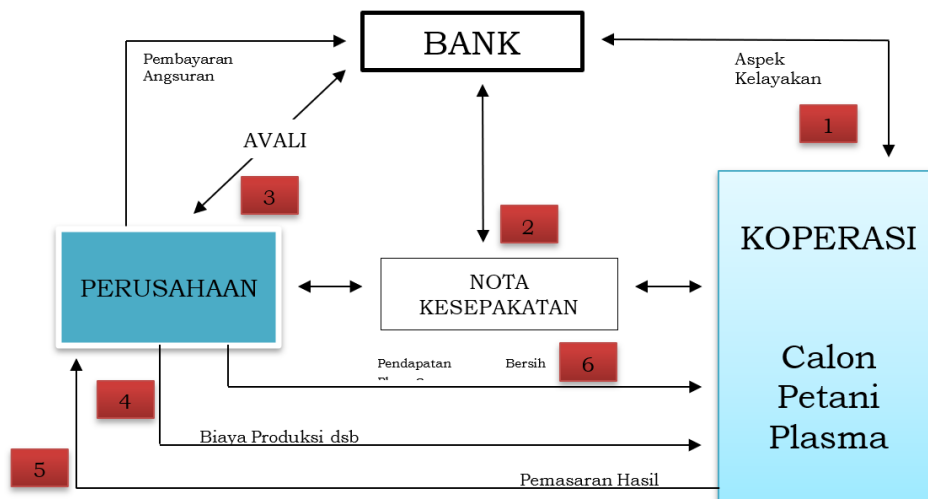 BANK
Pembayaran
Angsuran
Aspek
Kelayakan
1
AVALI
3
2
KOPERASI
PERUSAHAAN
NOTA
KESEPAKATAN
Pendapatan Bersih
6
Calon
Petani
Plasma
4
Biaya Produksi dsb
5
Pemasaran Hasil